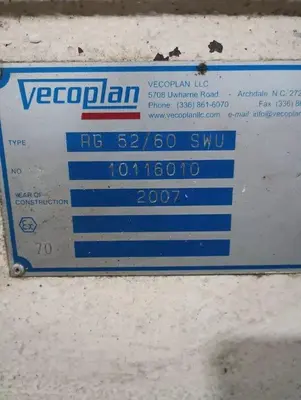 Vecoplan
VECOPLAN LLC
5708 Uwharrie Road - Archdale N.C. 272
Phone: (336) 861-6070 Fax (336)
www.vecoplanllc.com e-mail: info@vecoplan
TYPE RG 52/60 SWU
NO 10116010
YEAR OF CONSTRUCTION 2007
Ex
70